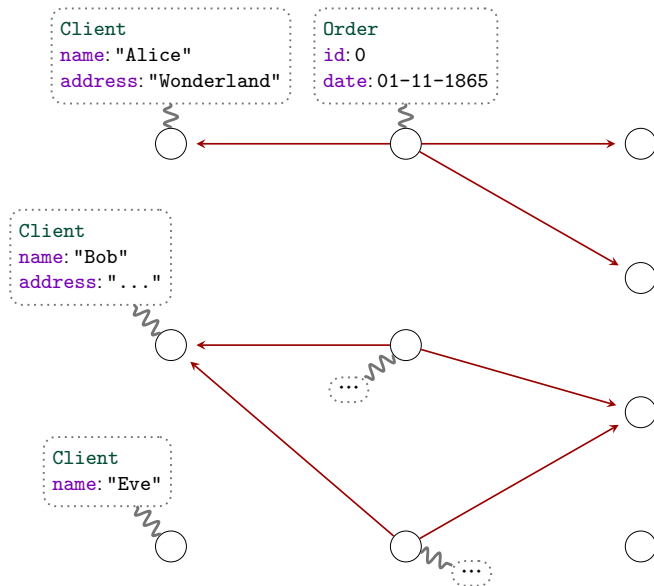 Client
name: "Alice"
address: "Wonderland"
Order
id: 0
date: 01-11-1865
Client
name: "Bob"
address: "..."
...
Client
name: "Eve"
...